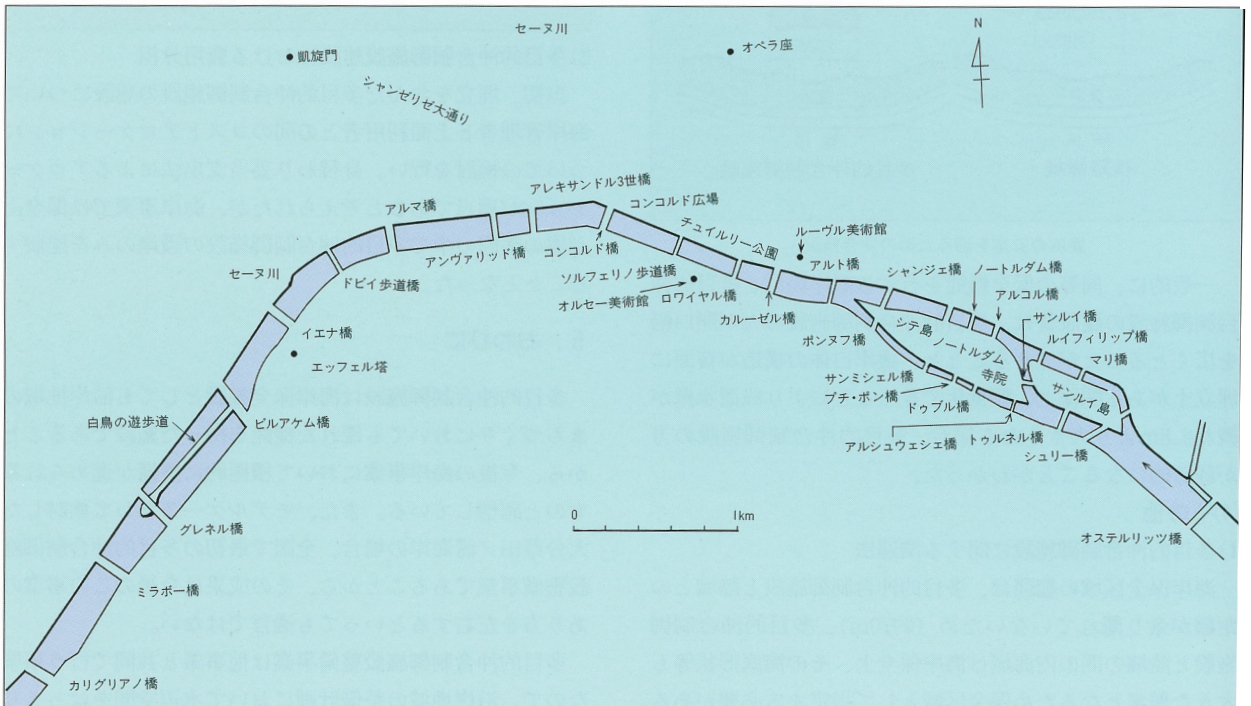 セーヌ川
N
凱旋門
オペラ座
シャンゼリゼ大通り
アレキサンドル3世橋
コンコルド広場
アルマ橋
チュイルリー公園
ルーヴル美術館
アンヴァリッド橋
コンコルド橋
アルト橋
シャンジェ橋
ノートルダム橋
セーヌ川
ドビイ歩道橋
ソルフェリノ歩道橋
アルコル橋
オルセー美術館
ロワイヤル橋
カルーゼル橋
サンルイ橋
シテ島
ルイフィリップ橋
イエナ橋
ポンヌフ橋
ノートルダム
寺院
マリ橋
エッフェル塔
サンミシェル橋
サンルイ島
プチ・ポン橋
白鳥の遊歩道
ドゥブル橋
ビルアケム橋
アルシュウェシェ橋
トゥルネル橋
シュリー橋
0
1km
グレネル橋
オステルリッツ橋
ミラボー橋
カリグリアノ橋